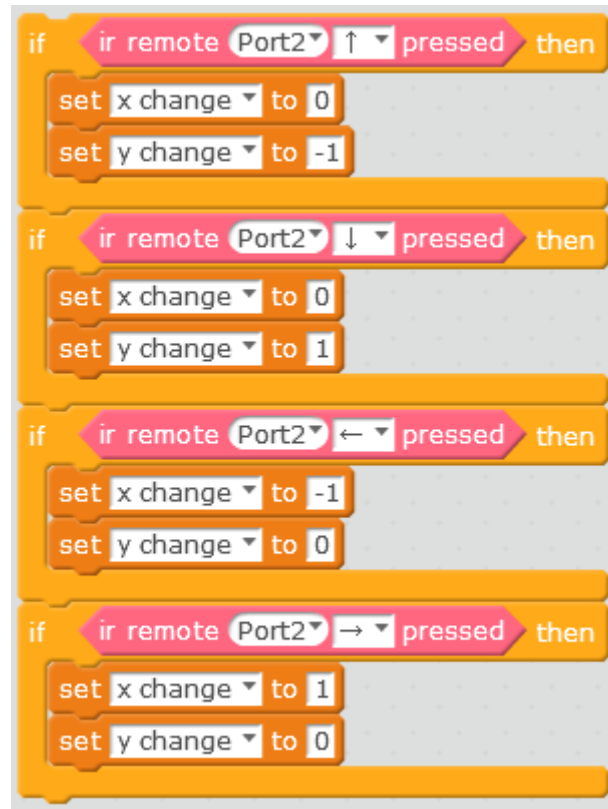 if ir remote Port2 ↑ pressed then
set x change to 0
set y change to -1
if ir remote Port2 ↓ pressed then
set x change to 0
set y change to 1
if ir remote Port2 ← pressed then
set x change to -1
set y change to 0
if ir remote Port2 → pressed then
set x change to 1
set y change to 0